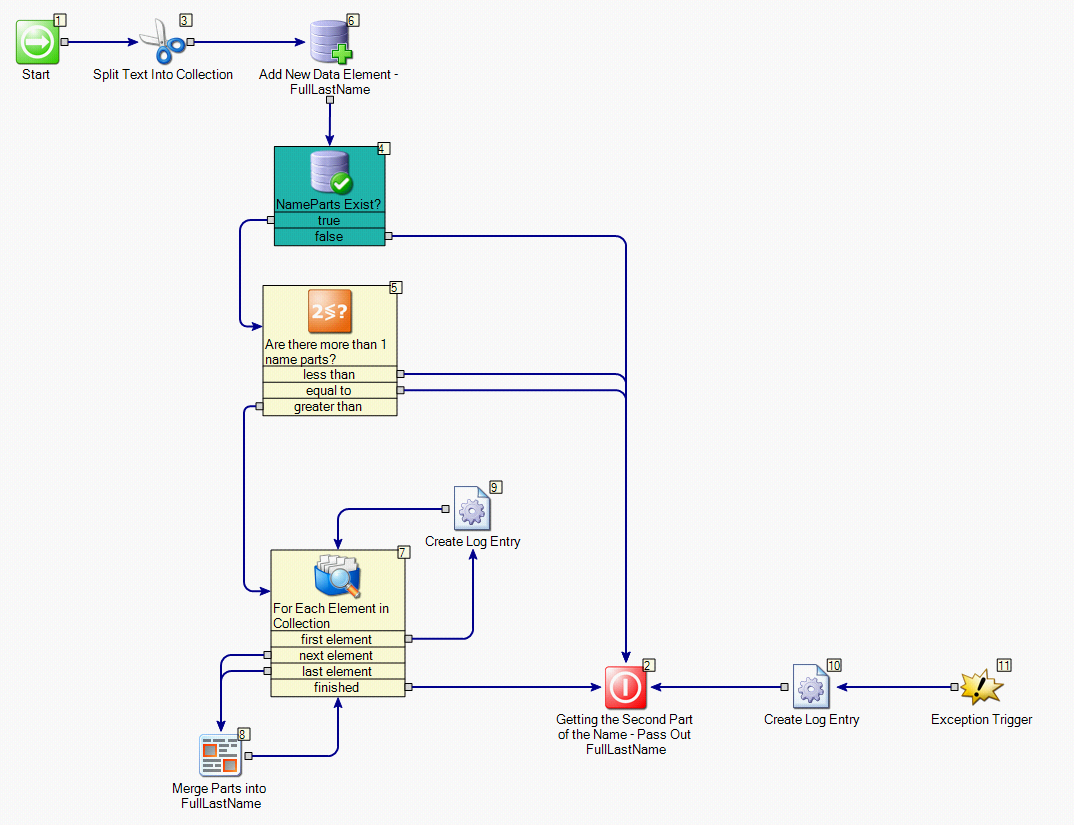 1
Start
3
Split Text Into Collection
6
Add New Data Element -
FullLastName
4
NameParts Exist?
true
false
5
2≶?
Are there more than 1
name parts?
less than
equal to
greater than
9
Create Log Entry
7
For Each Element in
Collection
first element
next element
last element
finished
8
Merge Parts into
FullLastName
2
Getting the Second Part
of the Name - Pass Out
FullLastName
10
Create Log Entry
11
Exception Trigger